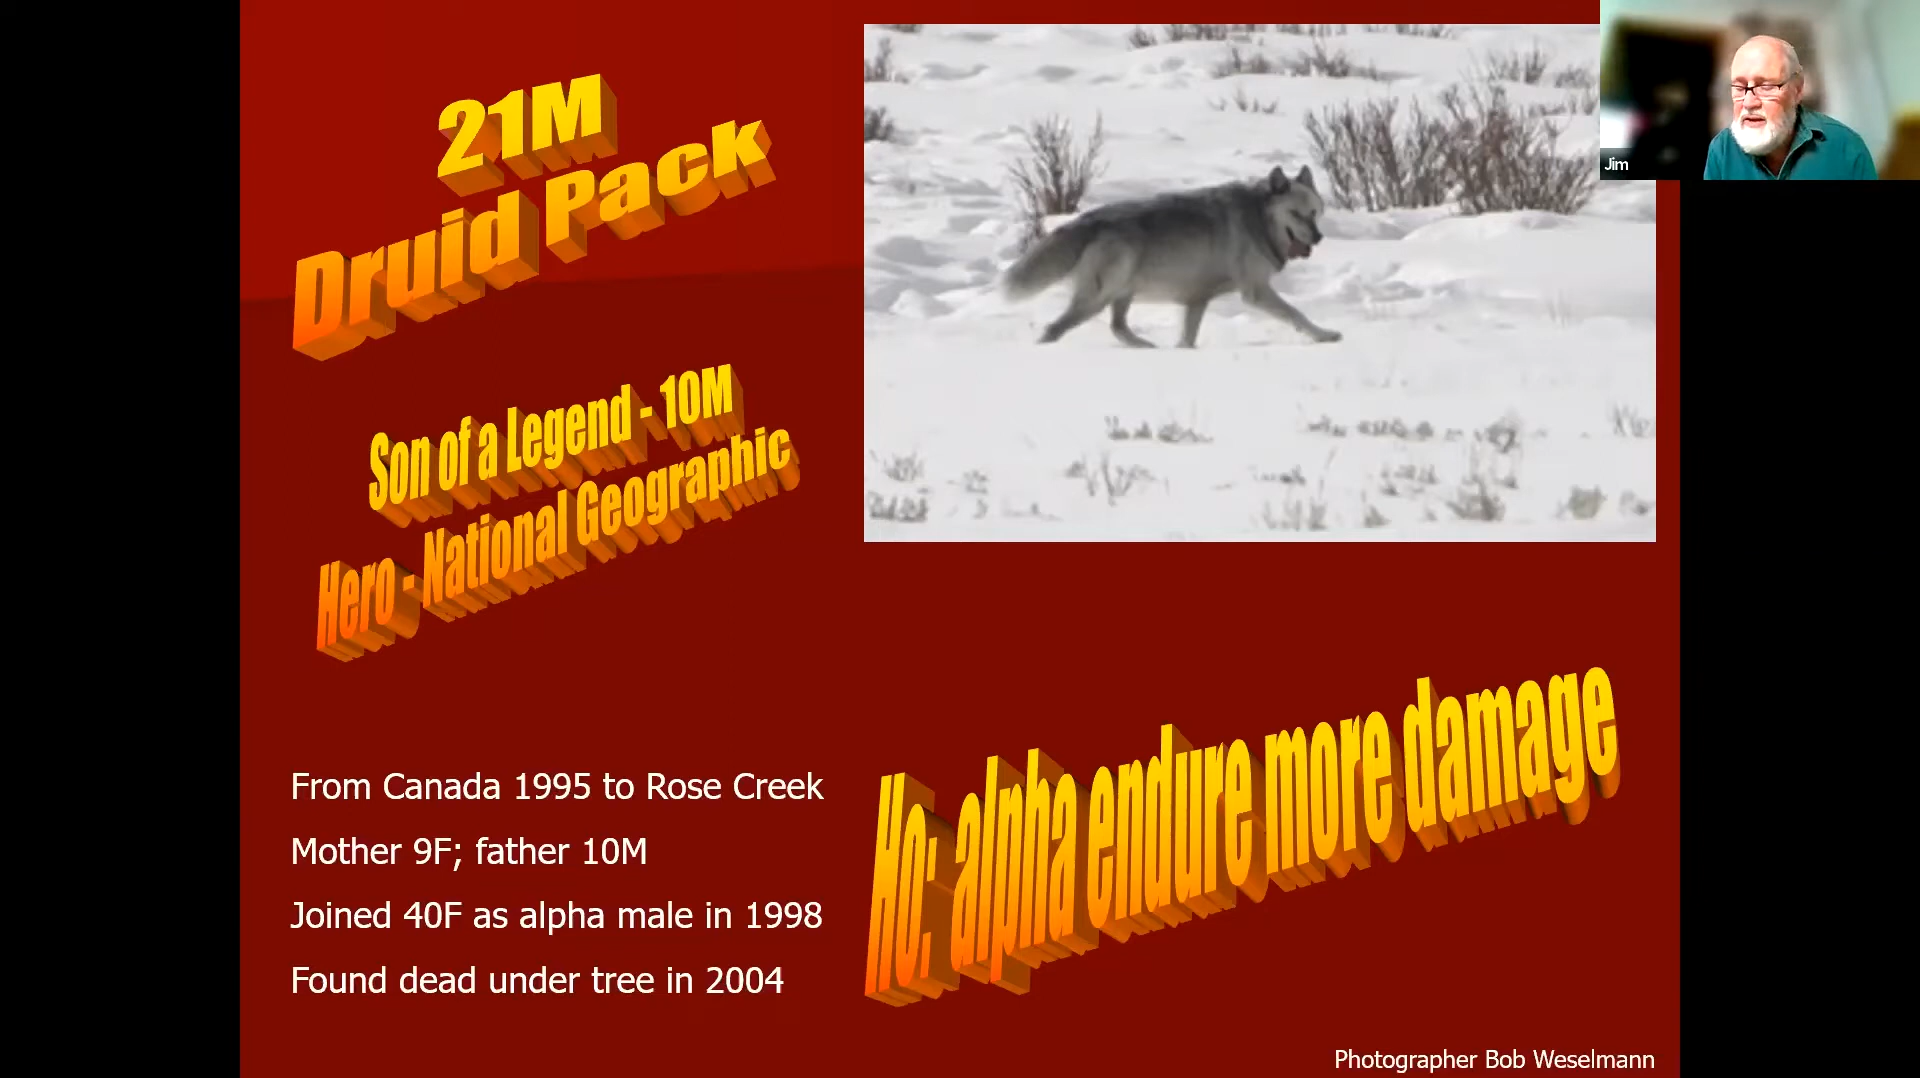 21M
Druid Pack
Son of a Legend - 10M
Hero - National Geographic
From Canada 1995 to Rose Creek
Mother 9F; father 10M
Joined 40F as alpha male in 1998
Found dead under tree in 2004
Ho: alpha endure more damage
Photographer Bob Weselmann
Jim